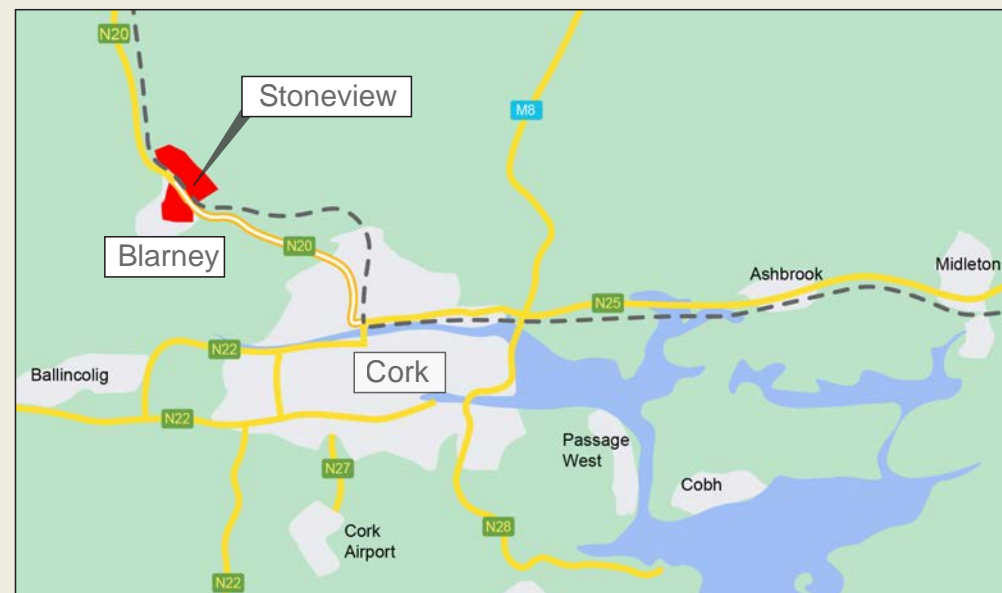 N20
Stoneview
M8
Blarney
N20
Ashbrook
Midleton
N25
N22
Ballincolig
Cork
N22
Passage
West
N27
Cobh
Cork
Airport
N28
N22